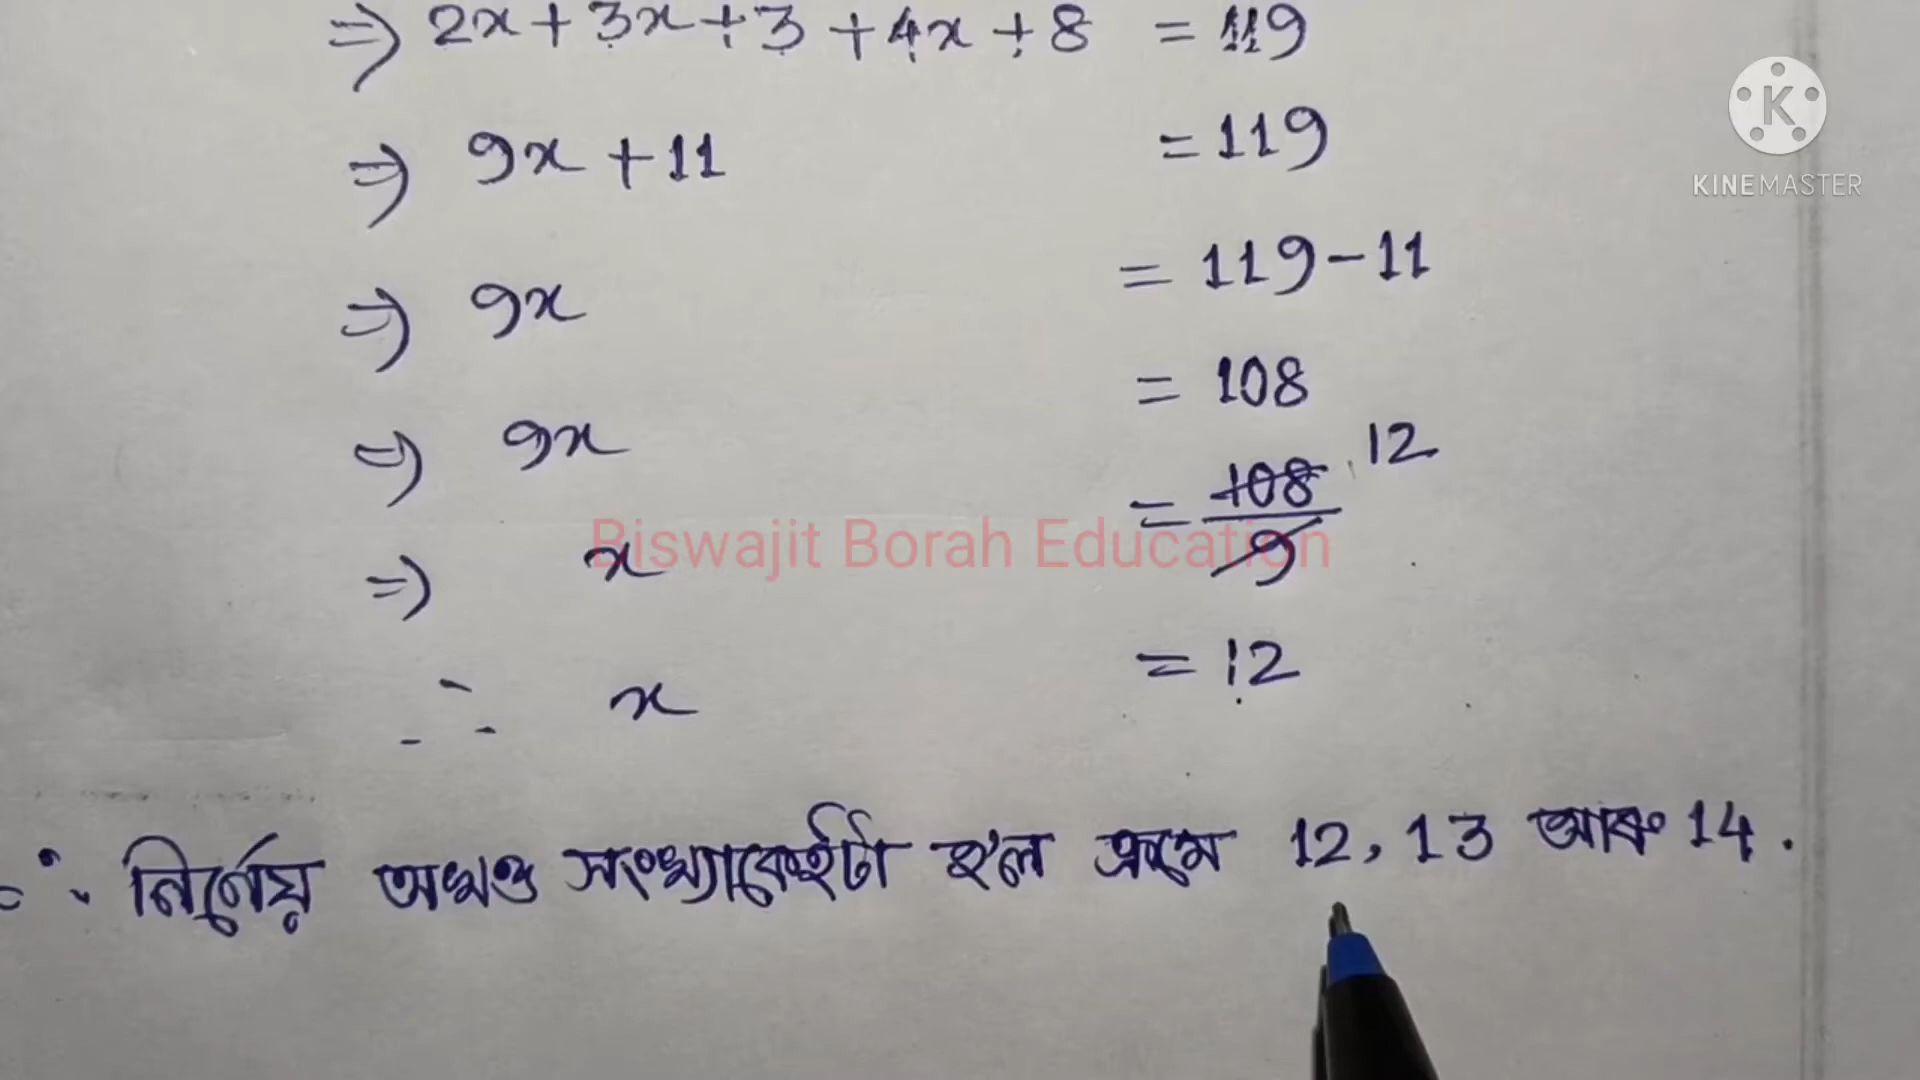 ⇒ 2x + 3x + 3 + 4x + 8 = 119
⇒ 9x + 11 = 119
⇒ 9x = 119 - 11
⇒ 9x = 108
⇒ x = 108/9 12
∴ x = 12
∴ নিৰ্ণেয় অখণ্ড সংখ্যাকেইটা হ'ল ক্ৰমে 12, 13 আৰু 14.
KINEMASTER
Biswajit Borah Education